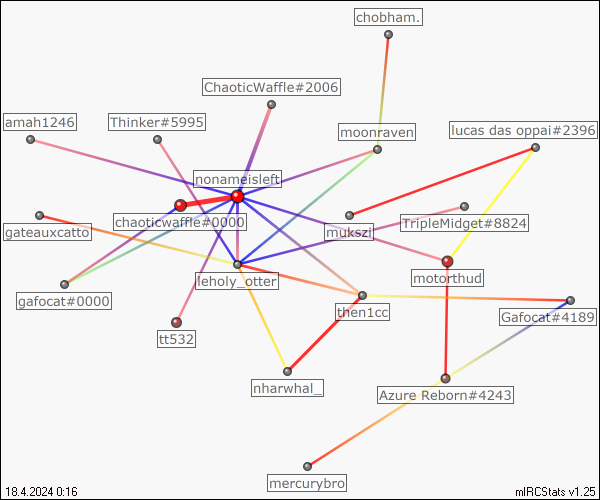 chobham.
ChaoticWaffle#2006
amah1246
Thinker#5995
moonraven
lucas das oppai#2396
nonameisleft
chaoticwaffle#0000
mukszi
TripleMidget#8824
gateauxcatto
leholy_otter
motorthud
gafocat#0000
then1cc
Gafocat#4189
tt532
nharwhal_
Azure Reborn#4243
mercurybro
18.4.2024 0:16
mIRCStats v1.25